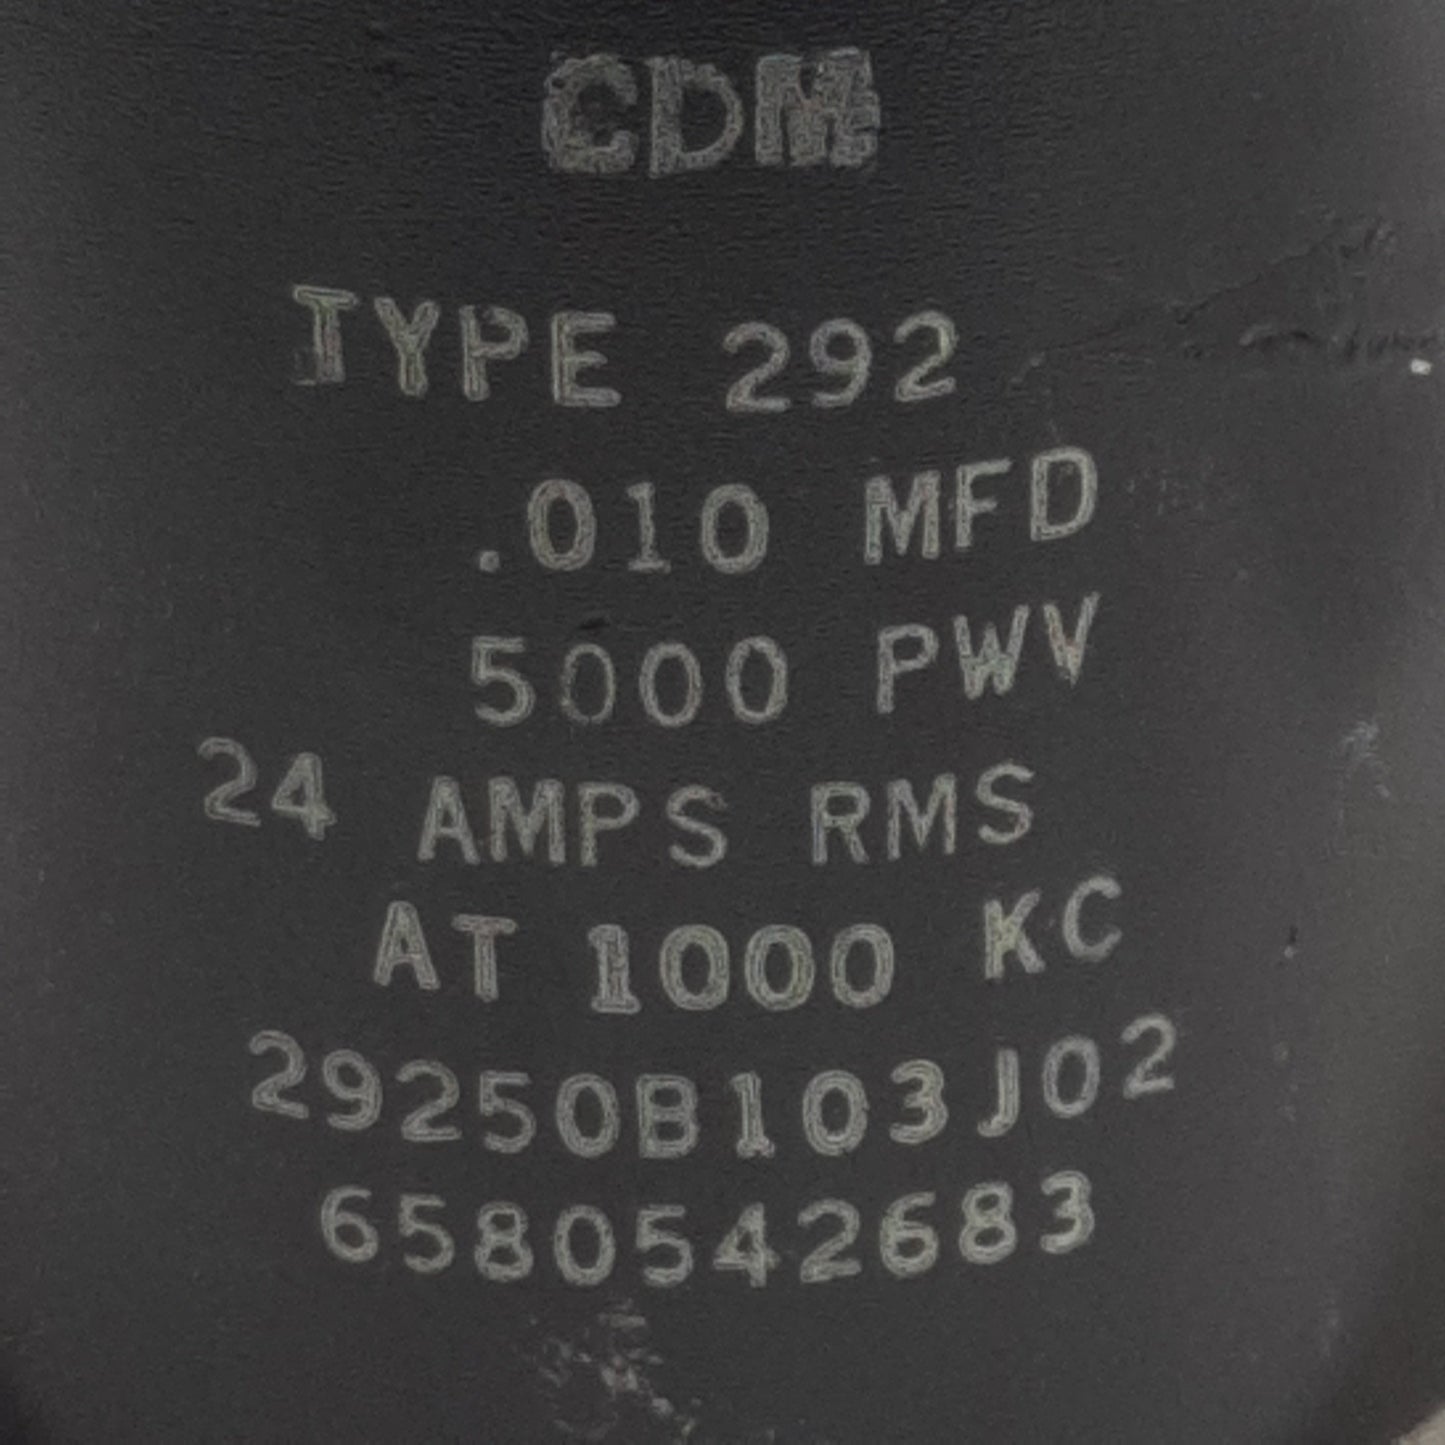 CDM
TYPE 292
.010 MFD
5000 PWV
24 AMPS RMS
AT 1000 KC
29250B103J02
6580542683